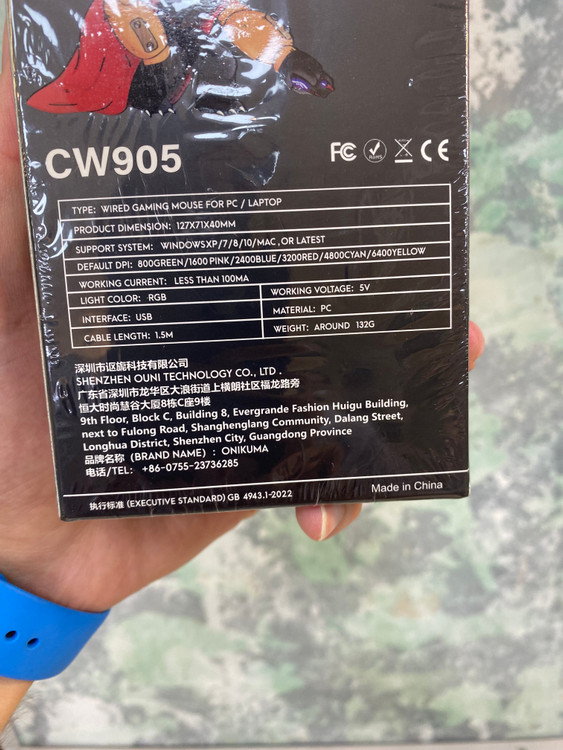 CW905
FC RoHS CE
TYPE: WIRED GAMING MOUSE FOR PC / LAPTOP
PRODUCT DIMENSION: 127X71X40MM
SUPPORT SYSTEM: WINDOWSXP/7/8/10/MAC ,OR LATEST
DEFAULT DPI: 800GREEN/1600 PINK/2400BLUE/3200RED/4800CYAN/6400YELLOW
WORKING CURRENT: LESS THAN 100MA
LIGHT COLOR: RGB
WORKING VOLTAGE: 5V
INTERFACE: USB
MATERIAL: PC
CABLE LENGTH: 1.5M
WEIGHT: AROUND 132G
深圳市讴旎科技有限公司
SHENZHEN OUNI TECHNOLOGY CO., LTD .
广东省深圳市龙华区大浪街道上横朗社区福龙路旁
恒大时尚慧谷大厦8栋C座9楼
9th Floor, Block C, Building 8, Evergrande Fashion Huigu Building,
next to Fulong Road, Shanghenglang Community, Dalang Street,
Longhua District, Shenzhen City, Guangdong Province
品牌名称（BRAND NAME）: ONIKUMA
电话/TEL: +86-0755-23736285
执行标准 (EXECUTIVE STANDARD) GB 4943.1-2022
Made in China